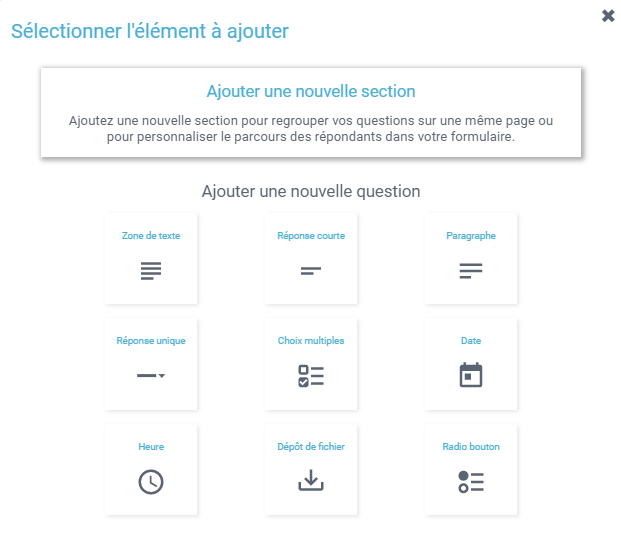 Sélectionner l'élément à ajouter
Ajouter une nouvelle section
Ajoutez une nouvelle section pour regrouper vos questions sur une même page ou
pour personnaliser le parcours des répondants dans votre formulaire.
Ajouter une nouvelle question
Zone de texte
Réponse courte
Paragraphe
Réponse unique
Choix multiples
Date
Heure
Dépôt de fichier
Radio bouton